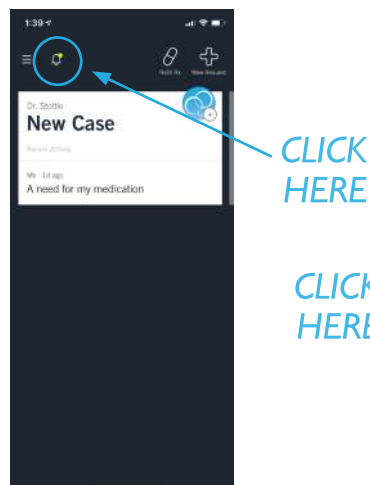 1:39
Refill Rx
New Request
Dr. Storrie
New Case
Recent Activity
Me · 1d ago
A need for my medication
CLICK
HERE
CLICK
HERE